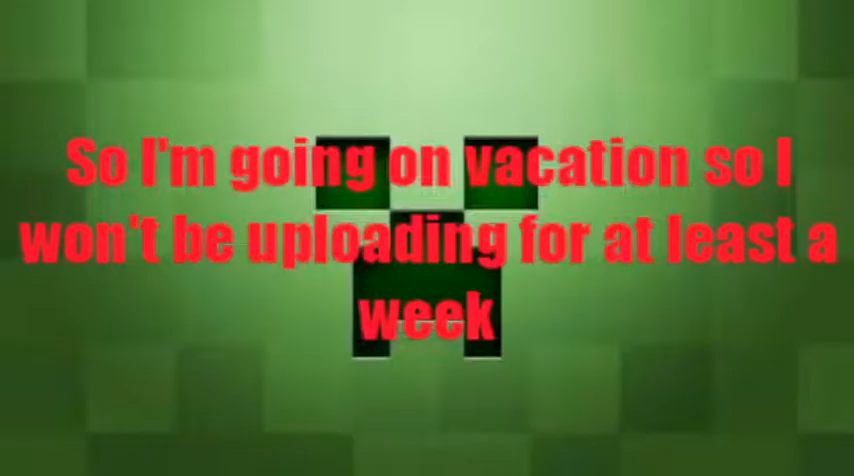 So I'm going on vacation so I
won't be uploading for at least a
week